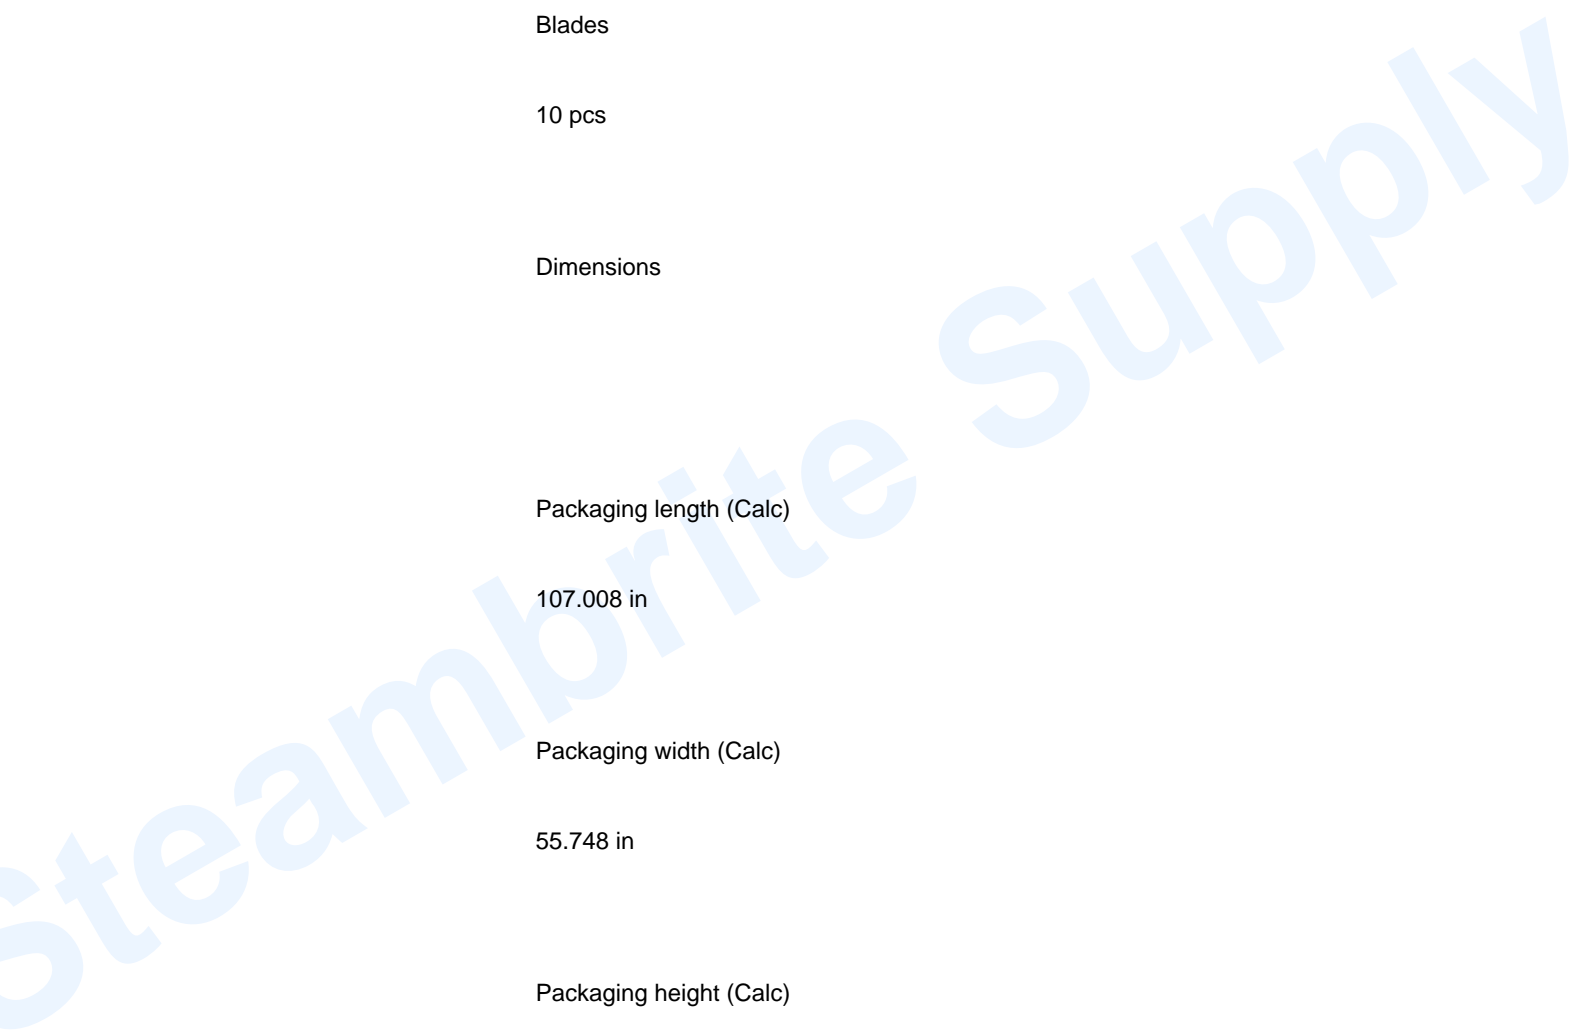 Blades
10 pcs
Dimensions
Packaging length (Calc)
107.008 in
Packaging width (Calc)
55.748 in
Packaging height (Calc)
Steambrite Supply